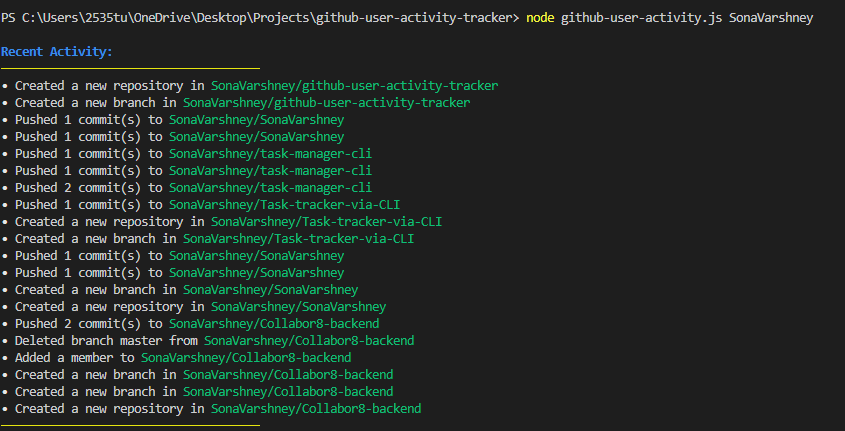 PS C:\Users\2535tu\OneDrive\Desktop\Projects\github-user-activity-tracker> node github-user-activity.js SonaVarshney
Recent Activity:
• Created a new repository in SonaVarshney/github-user-activity-tracker
• Created a new branch in SonaVarshney/github-user-activity-tracker
• Pushed 1 commit(s) to SonaVarshney/SonaVarshney
• Pushed 1 commit(s) to SonaVarshney/SonaVarshney
• Pushed 1 commit(s) to SonaVarshney/task-manager-cli
• Pushed 1 commit(s) to SonaVarshney/task-manager-cli
• Pushed 2 commit(s) to SonaVarshney/task-manager-cli
• Pushed 1 commit(s) to SonaVarshney/Task-tracker-via-CLI
• Created a new repository in SonaVarshney/Task-tracker-via-CLI
• Created a new branch in SonaVarshney/Task-tracker-via-CLI
• Pushed 1 commit(s) to SonaVarshney/SonaVarshney
• Pushed 1 commit(s) to SonaVarshney/SonaVarshney
• Created a new branch in SonaVarshney/SonaVarshney
• Created a new repository in SonaVarshney/SonaVarshney
• Pushed 2 commit(s) to SonaVarshney/Collabor8-backend
• Deleted branch master from SonaVarshney/Collabor8-backend
• Added a member to SonaVarshney/Collabor8-backend
• Created a new branch in SonaVarshney/Collabor8-backend
• Created a new branch in SonaVarshney/Collabor8-backend
• Created a new repository in SonaVarshney/Collabor8-backend